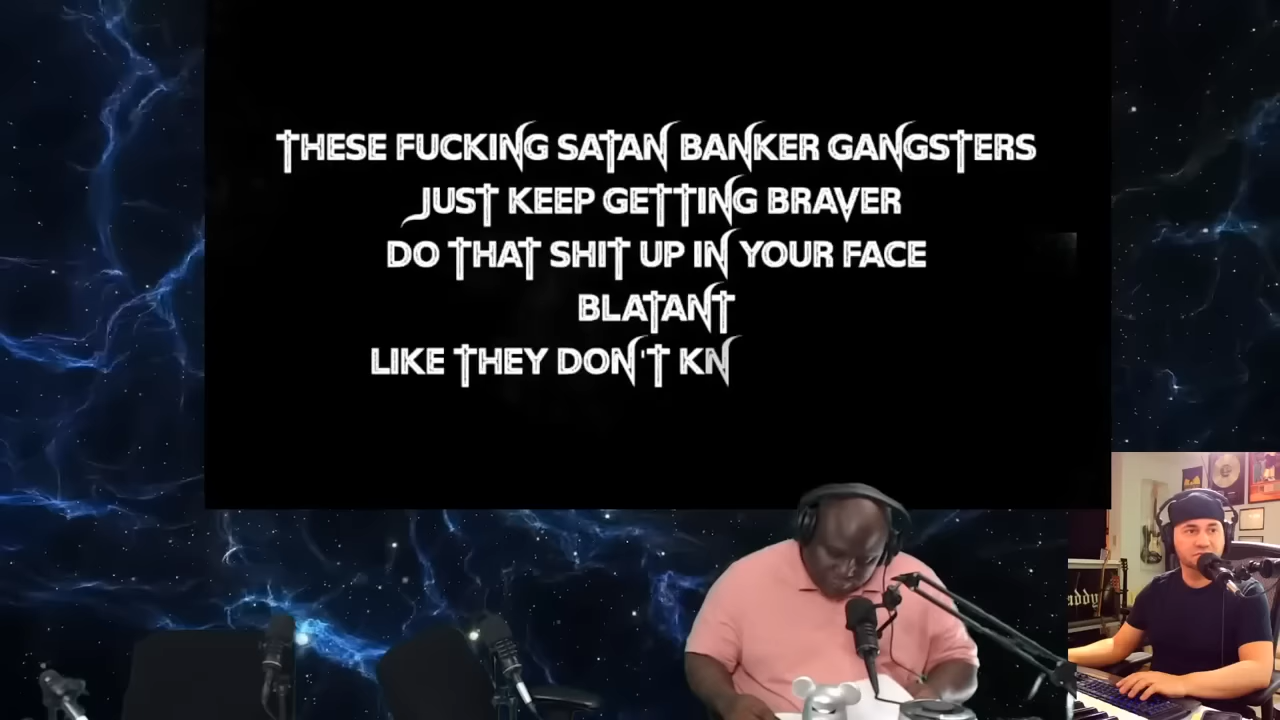 THESE FUCKING SATAN BANKER GANGSTERS
JUST KEEP GETTING BRAVER
DO THAT SHIT UP IN YOUR FACE
BLATANT
LIKE THEY DON'T KN
addy